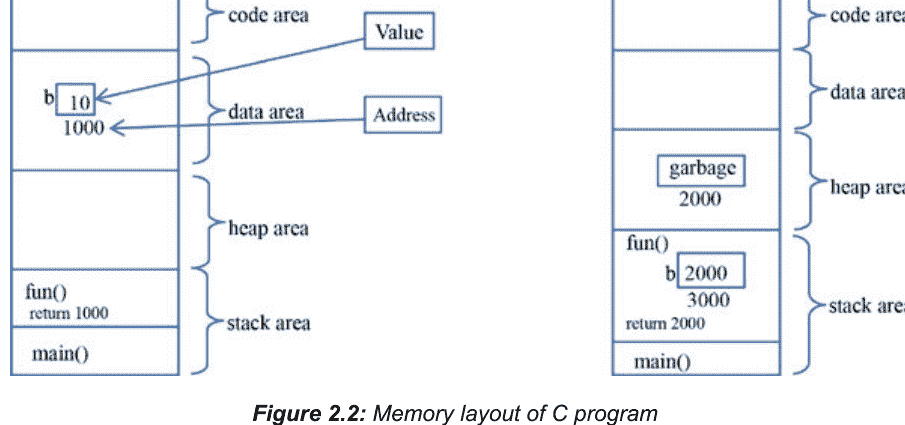 code area
Value
b 10
1000
data area
Address
heap area
fun()
return 1000
stack area
main()
code area
data area
garbage
2000
heap area
fun()
b 2000
3000
return 2000
stack area
main()
Figure 2.2: Memory layout of C program